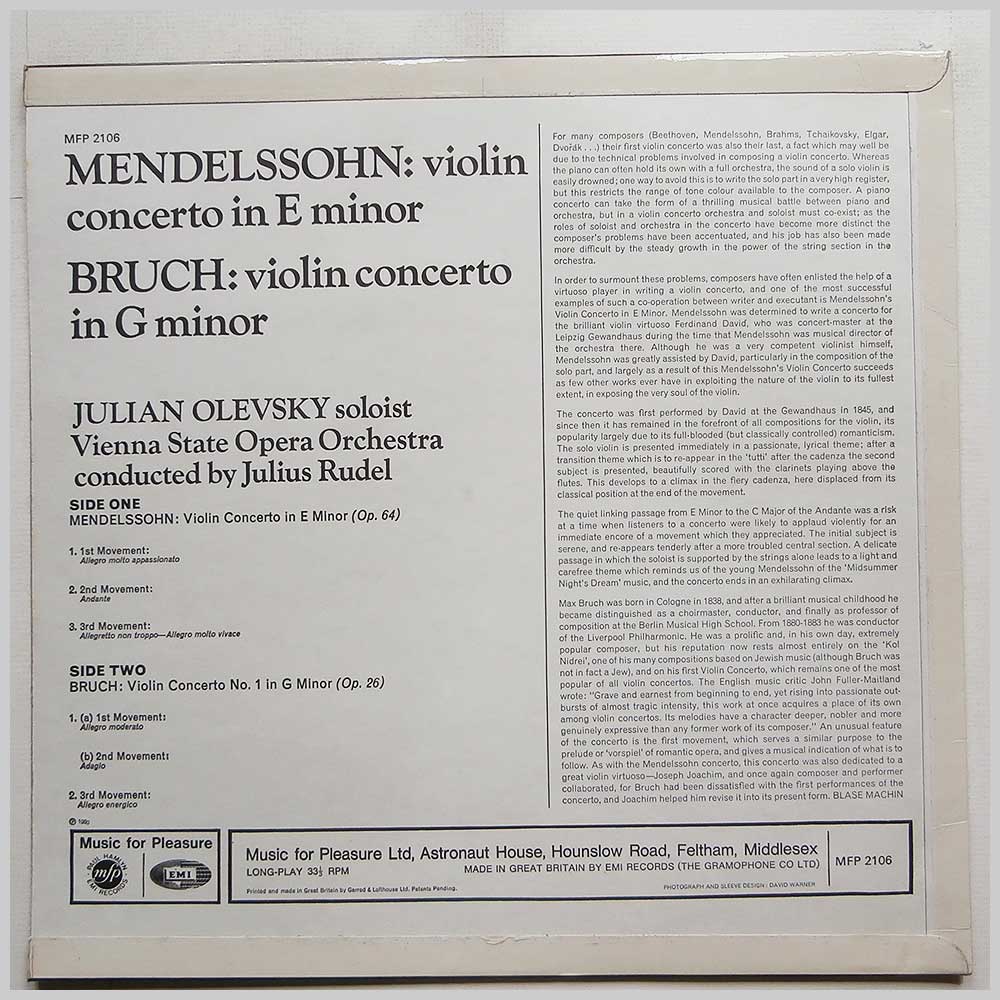 MFP 2106
MENDELSSOHN: violin
concerto in E minor
BRUCH: violin concerto
in G minor
JULIAN OLEVSKY soloist
Vienna State Opera Orchestra
conducted by Julius Rudel
SIDE ONE
MENDELSSOHN: Violin Concerto in E MInor (Op. 64)
1. 1st Movement:
Allegro molto appassionato
2. 2nd Movement:
Andante
3. 3rd Movement:
Allegretto non troppo—Allegro molto vivace
SIDE TWO
BRUCH: Violin Concerto No. 1 in G Minor (Op. 26)
1. (a) 1st Movement:
Allegro moderato
(b) 2nd Movement:
Adagio
2. 3rd Movement:
Allegro energico
For many composers (Beethoven, Mendelssohn, Brahms, Tchaikovsky, Elgar,
Dvořák . . .) their first violin concerto was also their last, a fact which may well be
due to the technical problems involved in composing a violin concerto. Whereas
the piano can often hold its own with a full orchestra, the sound of a solo violin is
easily drowned; one way to avoid this is to write the solo part in a very high register,
but this restricts the range of tone colour available to the composer. A piano
concerto can take the form of a thrilling musical battle between piano and
orchestra, but in a violin concerto orchestra and soloist must co-exist; as the
roles of soloist and orchestra in the concerto have become more distinct the
composer's problems have been accentuated, and his job has also been made
more difficult by the steady growth in the power of the string section in the
orchestra.
In order to surmount these problems, composers have often enlisted the help of a
virtuoso player in writing a violin concerto, and one of the most successful
examples of such a co-operation between writer and executant is Mendelssohn's
Violin Concerto in E Minor. Mendelssohn was determined to write a concerto for
the brilliant violin virtuoso Ferdinand David, who was concert-master at the
Leipzig Gewandhaus during the time that Mendelssohn was musical director of
the orchestra there. Although he was a very competent violinist himself,
Mendelssohn was greatly assisted by David, particularly in the composition of the
solo part, and largely as a result of this Mendelssohn's Violin Concerto succeeds
as few other works ever have in exploiting the nature of the violin to its fullest
extent, in exposing the very soul of the violin.
The concerto was first performed by David at the Gewandhaus in 1845, and
since then it has remained in the forefront of all compositions for the violin, its
popularity largely due to its full-blooded (but classically controlled) romanticism.
The solo violin is presented immediately in a passionate, lyrical theme; after a
transition theme which is to re-appear in the 'tutti' after the cadenza the second
subject is presented, beautifully scored with the clarinets playing above the
flutes. This develops to a climax in the fiery cadenza, here displaced from its
classical position at the end of the movement.
The quiet linking passage from E Minor to the C Major of the Andante was a risk
at a time when listeners to a concerto were likely to applaud violently for an
immediate encore of a movement which they appreciated. The initial subject is
serene, and re-appears tenderly after a more troubled central section. A delicate
passage in which the soloist is supported by the strings alone leads to a light and
carefree theme which reminds us of the young Mendelssohn of the 'Midsummer
Night's Dream' music, and the concerto ends in an exhilarating climax.
Max Bruch was born in Cologne in 1838, and after a brilliant musical childhood he
became distinguished as a choirmaster, conductor, and finally as professor of
composition at the Berlin Musical High School. From 1880-1883 he was conductor
of the Liverpool Philharmonic. He was a prolific and, in his own day, extremely
popular composer, but his reputation now rests almost entirely on the 'Kol
Nidrei', one of his many compositions based on Jewish music (although Bruch was
not in fact a Jew), and on his first Violin Concerto, which remains one of the most
popular of all violin concertos. The English music critic John Fuller-Maitland
wrote: "Grave and earnest from beginning to end, yet rising into passionate out-
bursts of almost tragic intensity, this work at once acquires a place of its own
among violin concertos. Its melodies have a character deeper, nobler and more
genuinely expressive than any former work of its composer." An unusual feature
of the concerto is the first movement, which serves a similar purpose to the
prelude or 'vorspiel' of romantic opera, and gives a musical indication of what is to
follow. As with the Mendelssohn concerto, this concerto was also dedicated to a
great violin virtuoso—Joseph Joachim, and once again composer and performer
collaborated, for Bruch had been dissatisfied with the first performances of the
concerto, and Joachim helped him revise it into its present form. BLASE MACHIN
Music for Pleasure
PAUL HAMLYN
mfp
EMI RECORDS
EMI
Music for Pleasure Ltd, Astronaut House, Hounslow Road, Feltham, Middlesex
LONG-PLAY 33⅓ RPM
MADE IN GREAT BRITAIN BY EMI RECORDS (THE GRAMOPHONE CO LTD)
Printed and made in Great Britain by Garrod & Lofthouse Ltd. Patents Pending.
PHOTOGRAPH AND SLEEVE DESIGN: DAVID WARNER
MFP 2106